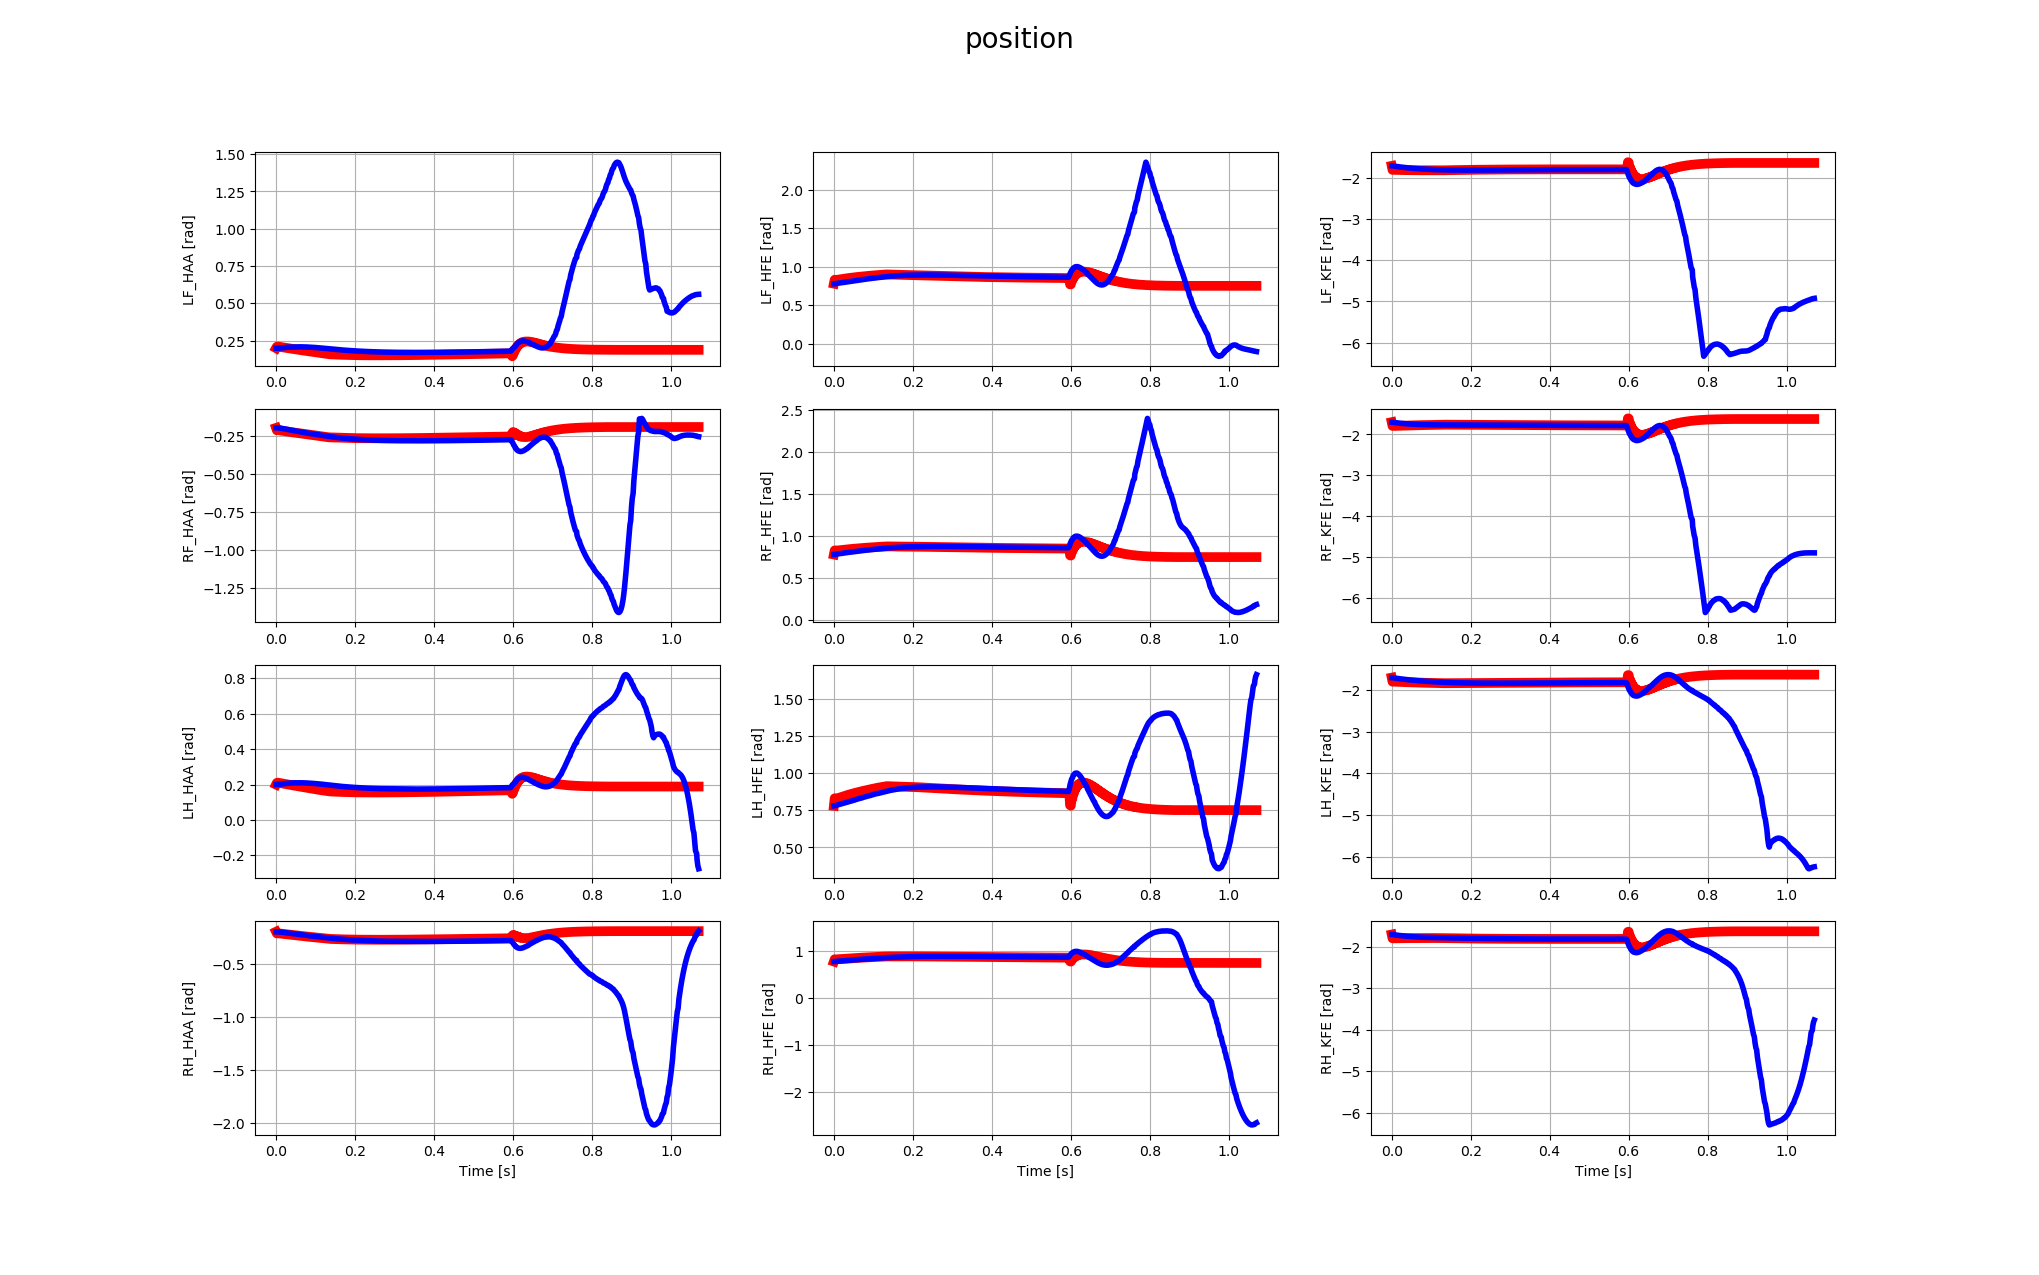 position
LF_HAA [rad]
1.50
1.25
1.00
0.75
0.50
0.25
0.0 0.2 0.4 0.6 0.8 1.0
LF_HFE [rad]
2.0
1.5
1.0
0.5
0.0
0.0 0.2 0.4 0.6 0.8 1.0
LF_KFE [rad]
−2
−3
−4
−5
−6
0.0 0.2 0.4 0.6 0.8 1.0
RF_HAA [rad]
−0.25
−0.50
−0.75
−1.00
−1.25
0.0 0.2 0.4 0.6 0.8 1.0
RF_HFE [rad]
2.5
2.0
1.5
1.0
0.5
0.0
0.0 0.2 0.4 0.6 0.8 1.0
RF_KFE [rad]
−2
−3
−4
−5
−6
0.0 0.2 0.4 0.6 0.8 1.0
LH_HAA [rad]
0.8
0.6
0.4
0.2
0.0
−0.2
0.0 0.2 0.4 0.6 0.8 1.0
LH_HFE [rad]
1.50
1.25
1.00
0.75
0.50
0.0 0.2 0.4 0.6 0.8 1.0
LH_KFE [rad]
−2
−3
−4
−5
−6
0.0 0.2 0.4 0.6 0.8 1.0
RH_HAA [rad]
−0.5
−1.0
−1.5
−2.0
0.0 0.2 0.4 0.6 0.8 1.0
Time [s]
RH_HFE [rad]
1
0
−1
−2
0.0 0.2 0.4 0.6 0.8 1.0
Time [s]
RH_KFE [rad]
−2
−3
−4
−5
−6
0.0 0.2 0.4 0.6 0.8 1.0
Time [s]